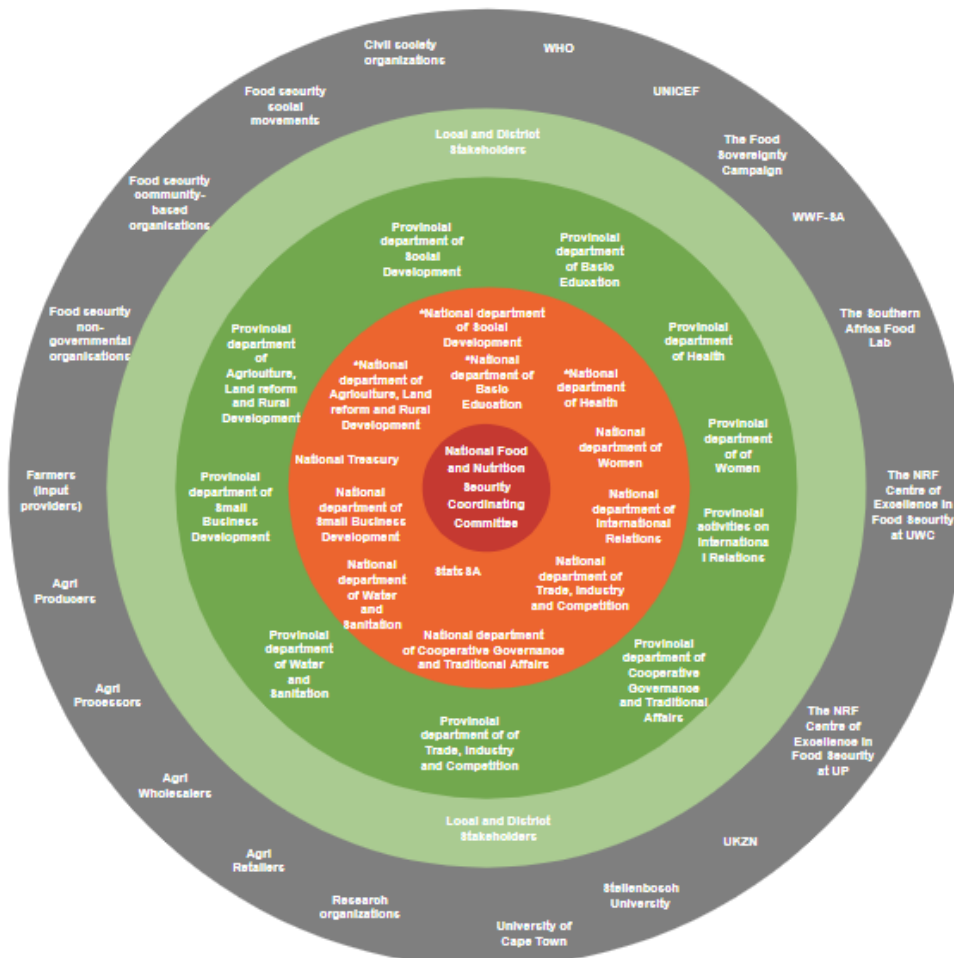 Civil society
organizations
WHO
UNICEF
The Food
Sovereignty
Campaign
WWF-SA
The Southern
Africa Food
Lab
The NRF
Centre of
Excellence in
Food Security
at UWC
The NRF
Centre of
Excellence in
Food Security
at UP
UKZN
Stellenbosch
University
University of
Cape Town
Research
organizations
Agri
Retailers
Agri
Wholesalers
Agri
Processors
Agri
Producers
Farmers
(input
providers)
Food security
non-
governmental
organisations
Food security
community-
based
organisations
Food security
social
movements
Local and District
Stakeholders
Local and District
Stakeholders
Provincial
department of
Social
Development
Provincial
department
of Basic
Education
Provincial
department
of Health
Provincial
department
of of
Women
Provincial
activities on
Internationa
l Relations
Provincial
department of
Cooperative
Governance
and Traditional
Affairs
Provincial
department of of
Trade, Industry
and Competition
Provincial
department
of Water
and
Sanitation
Provincial
department of
Small
Business
Development
Provincial
department
of
Agriculture,
Land reform
and Rural
Development
*National department
of Social
Development
*National
department of
Basic
Education
*National
department
of Health
National
department of
Women
National
department of
International
Relations
National
department of
Trade, Industry
and Competition
National department
of Cooperative Governance
and Traditional Affairs
Stats SA
National
department
of Water
and
Sanitation
National
department of
Small Business
Development
National Treasury
*National
department of
Agriculture, Land
reform and Rural
Development
National Food
and Nutrition
Security
Coordinating
Committee